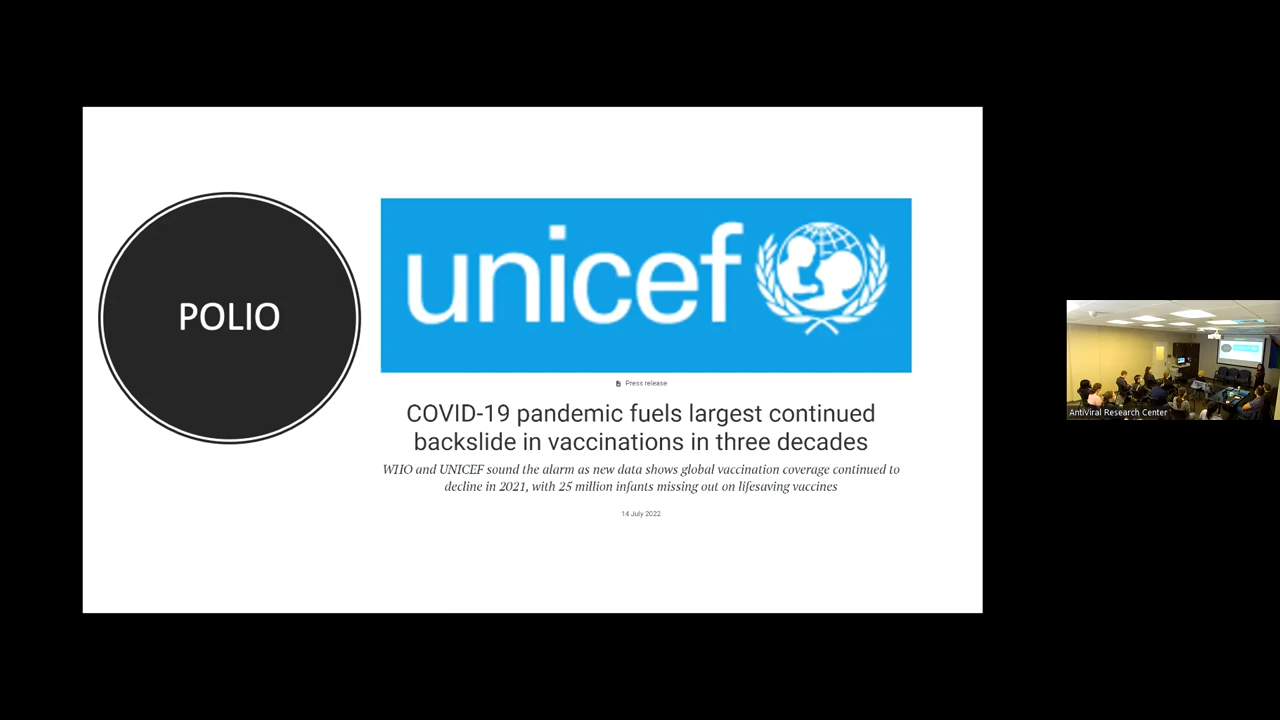 POLIO
unicef
Press release
COVID-19 pandemic fuels largest continued
backslide in vaccinations in three decades
WHO and UNICEF sound the alarm as new data shows global vaccination coverage continued to
decline in 2021, with 25 million infants missing out on lifesaving vaccines
14 July 2022
AntiViral Research Center